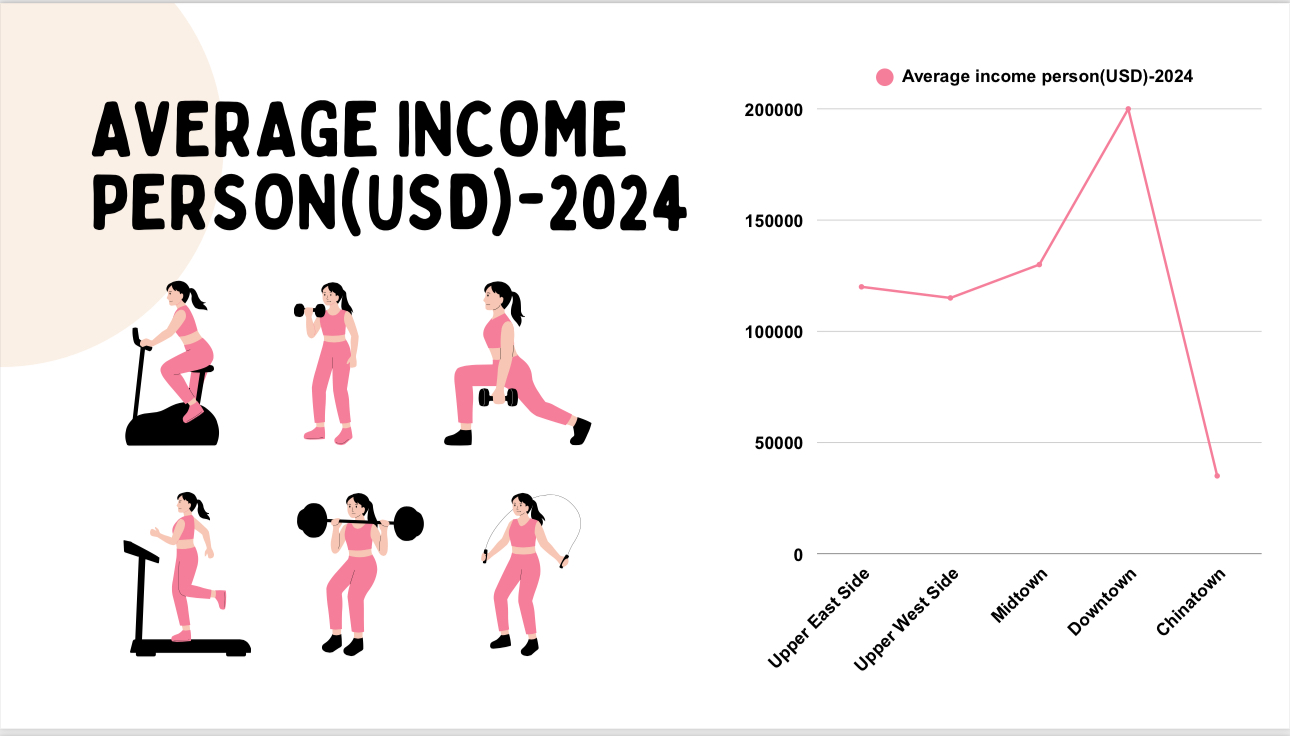 AVERAGE INCOME
PERSON(USD)-2024
Average income person(USD)-2024
200000
150000
100000
50000
0
Upper East Side
Upper West Side
Midtown
Downtown
Chinatown